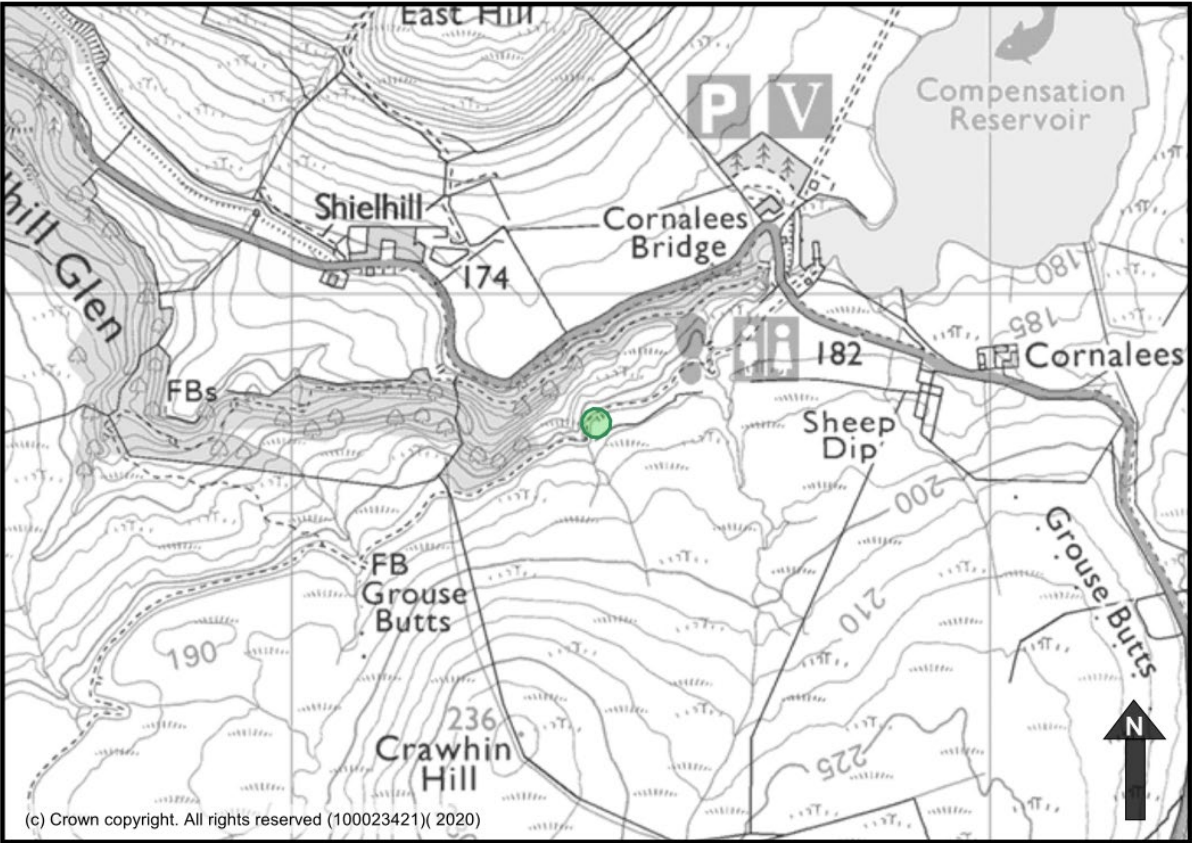 East Hill
P V
Compensation
Reservoir
Shielhill
Cornalees
Bridge
174
180
185
lhill Glen
182
Cornalees
FBs
Sheep
Dip
200
Grouse Butts
FB
Grouse
Butts
210
190
236
Crawhin
Hill
225
N
(c) Crown copyright. All rights reserved (100023421)( 2020)